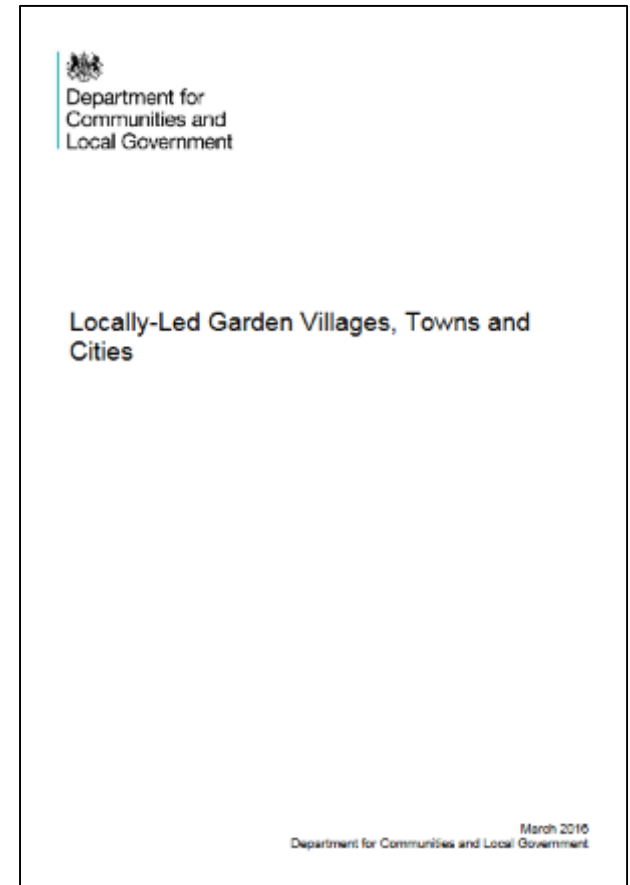 Department for
Communities and
Local Government
Locally-Led Garden Villages, Towns and
Cities
March 2016
Department for Communities and Local Government